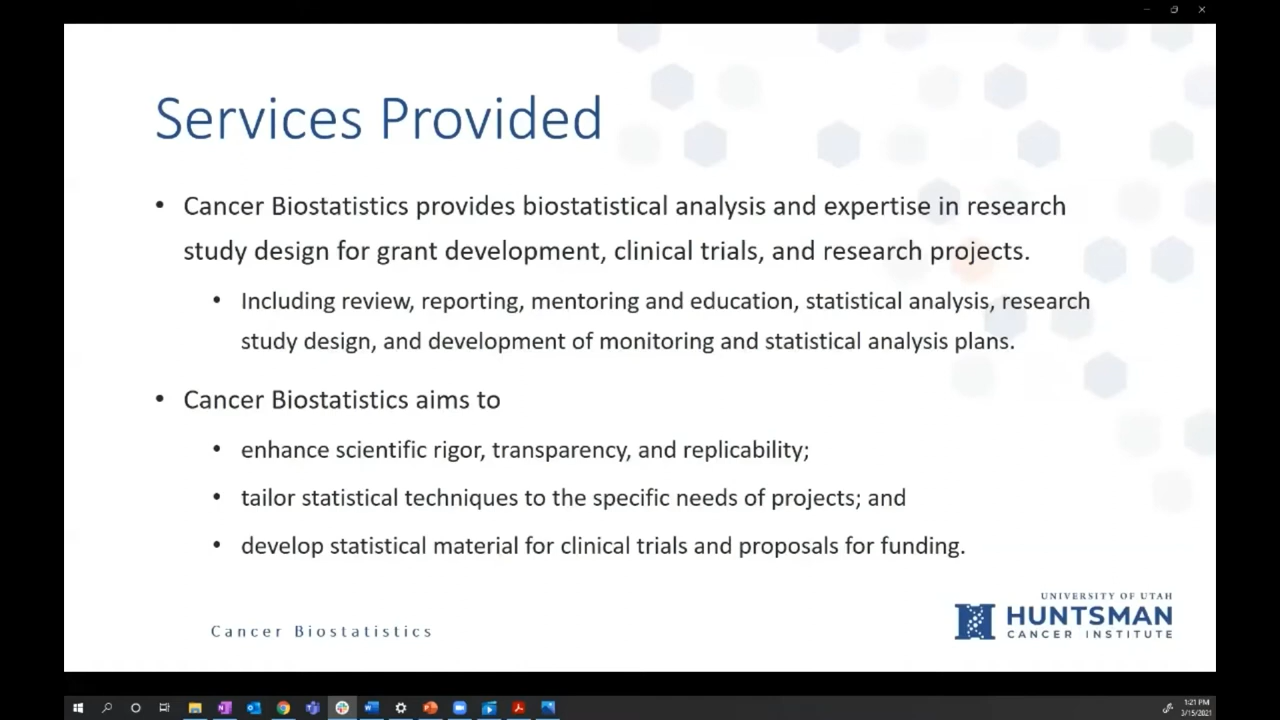 Services Provided
• Cancer Biostatistics provides biostatistical analysis and expertise in research
study design for grant development, clinical trials, and research projects.
• Including review, reporting, mentoring and education, statistical analysis, research
study design, and development of monitoring and statistical analysis plans.
• Cancer Biostatistics aims to
• enhance scientific rigor, transparency, and replicability;
• tailor statistical techniques to the specific needs of projects; and
• develop statistical material for clinical trials and proposals for funding.
UNIVERSITY OF UTAH
HUNTSMAN
CANCER INSTITUTE
Cancer Biostatistics
1:21 PM
3/15/2021